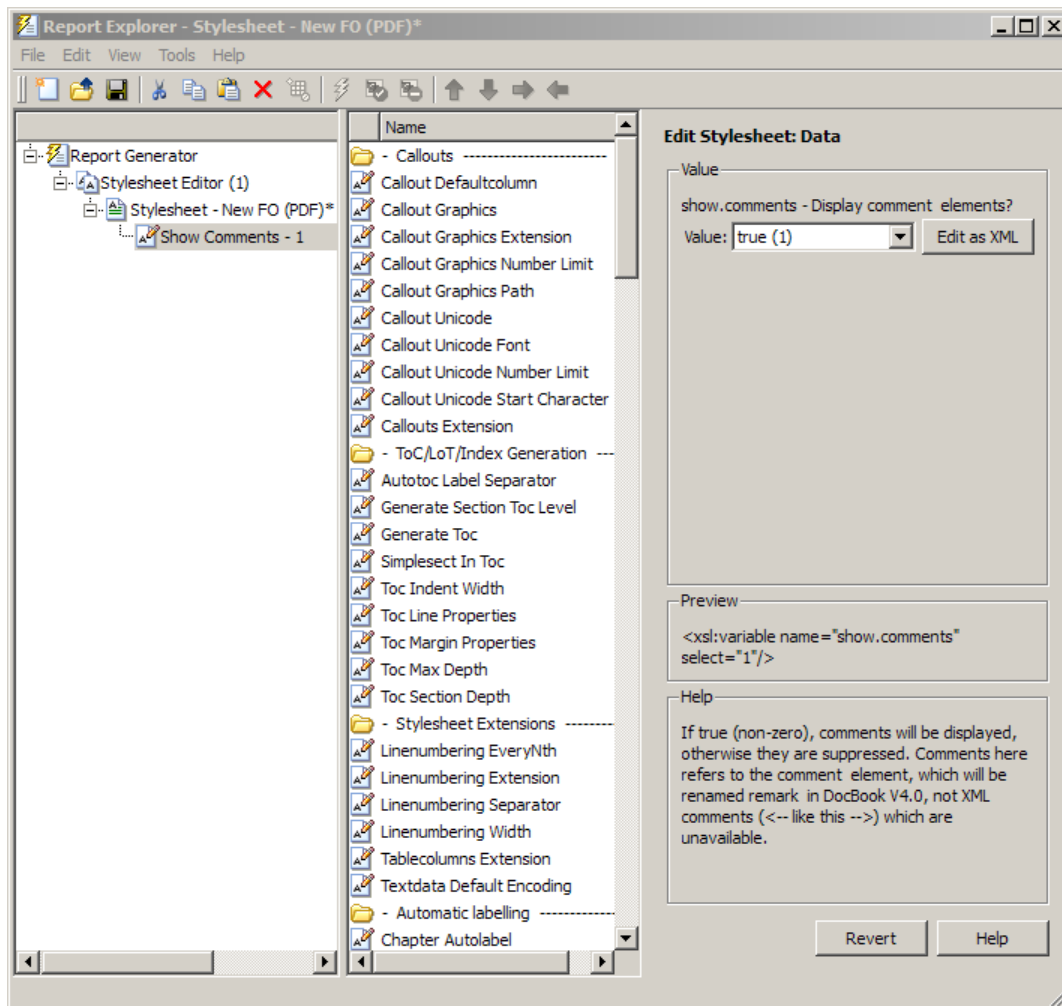 Report Explorer - Stylesheet - New FO (PDF)*
File Edit View Tools Help
Report Generator
Stylesheet Editor (1)
Stylesheet - New FO (PDF)*
Show Comments - 1
Name
- Callouts -------------------------
Callout Defaultcolumn
Callout Graphics
Callout Graphics Extension
Callout Graphics Number Limit
Callout Graphics Path
Callout Unicode
Callout Unicode Font
Callout Unicode Number Limit
Callout Unicode Start Character
Callouts Extension
- ToC/LoT/Index Generation ---
Autotoc Label Separator
Generate Section Toc Level
Generate Toc
Simplesect In Toc
Toc Indent Width
Toc Line Properties
Toc Margin Properties
Toc Max Depth
Toc Section Depth
- Stylesheet Extensions --------
Linenumbering EveryNth
Linenumbering Extension
Linenumbering Separator
Linenumbering Width
Tablecolumns Extension
Textdata Default Encoding
- Automatic labelling -------------
Chapter Autolabel
Edit Stylesheet: Data
Value
show.comments - Display comment elements?
Value: true (1) Edit as XML
Preview
<xsl:variable name="show.comments"
select="1"/>
Help
If true (non-zero), comments will be displayed,
otherwise they are suppressed. Comments here
refers to the comment element, which will be
renamed remark in DocBook V4.0, not XML
comments (<-- like this -->) which are
unavailable.
Revert Help